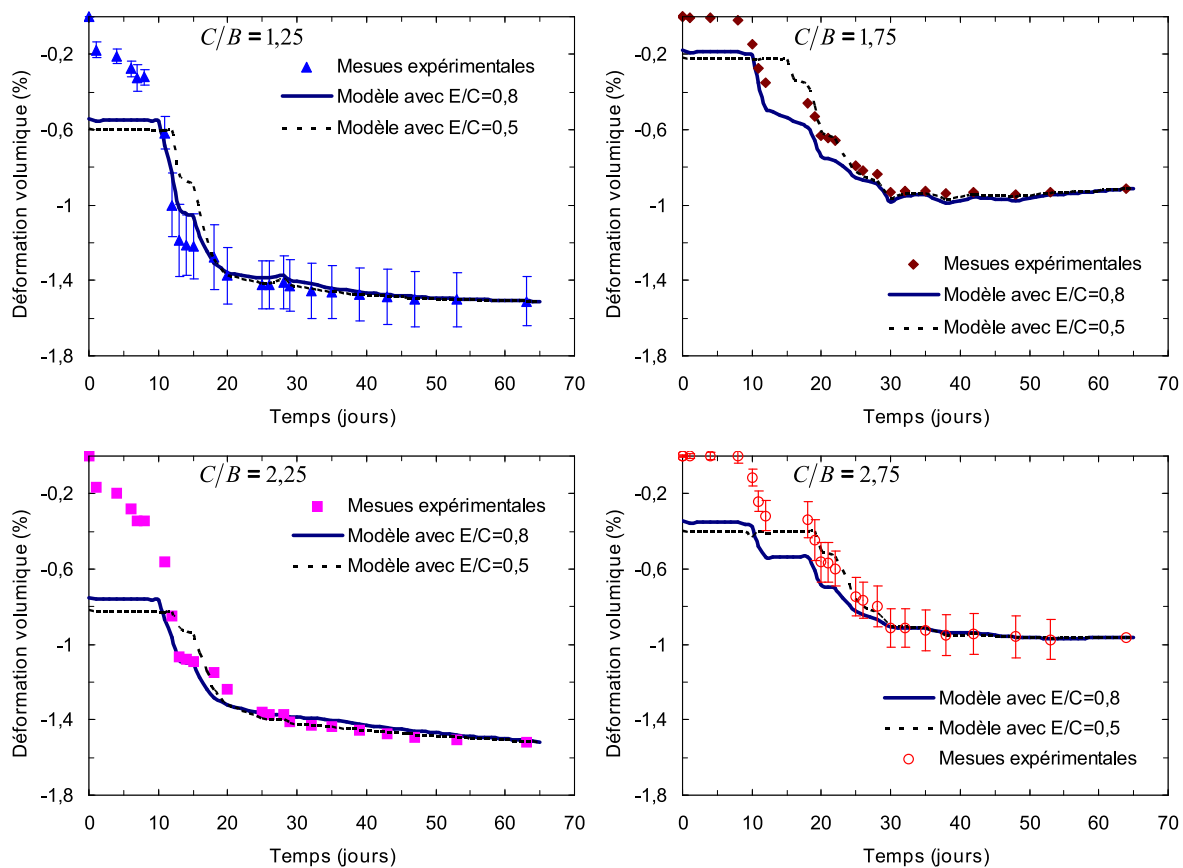 C/B = 1,25
Mesues expérimentales
Modèle avec E/C=0,8
Modèle avec E/C=0,5
Déformation volumique (%)
-0,2
-0,6
-1
-1,4
-1,8
0 10 20 30 40 50 60 70
Temps (jours)
C/B = 1,75
Mesues expérimentales
Modèle avec E/C=0,8
Modèle avec E/C=0,5
Déformation volumique (%)
-0,2
-0,6
-1
-1,4
-1,8
0 10 20 30 40 50 60 70
Temps (jours)
C/B = 2,25
Mesues expérimentales
Modèle avec E/C=0,8
Modèle avec E/C=0,5
Déformation volumique (%)
-0,2
-0,6
-1
-1,4
-1,8
0 10 20 30 40 50 60 70
Temps (jours)
C/B = 2,75
Modèle avec E/C=0,8
Modèle avec E/C=0,5
Mesues expérimentales
Déformation volumique (%)
-0,2
-0,6
-1
-1,4
-1,8
0 10 20 30 40 50 60 70
Temps (jours)